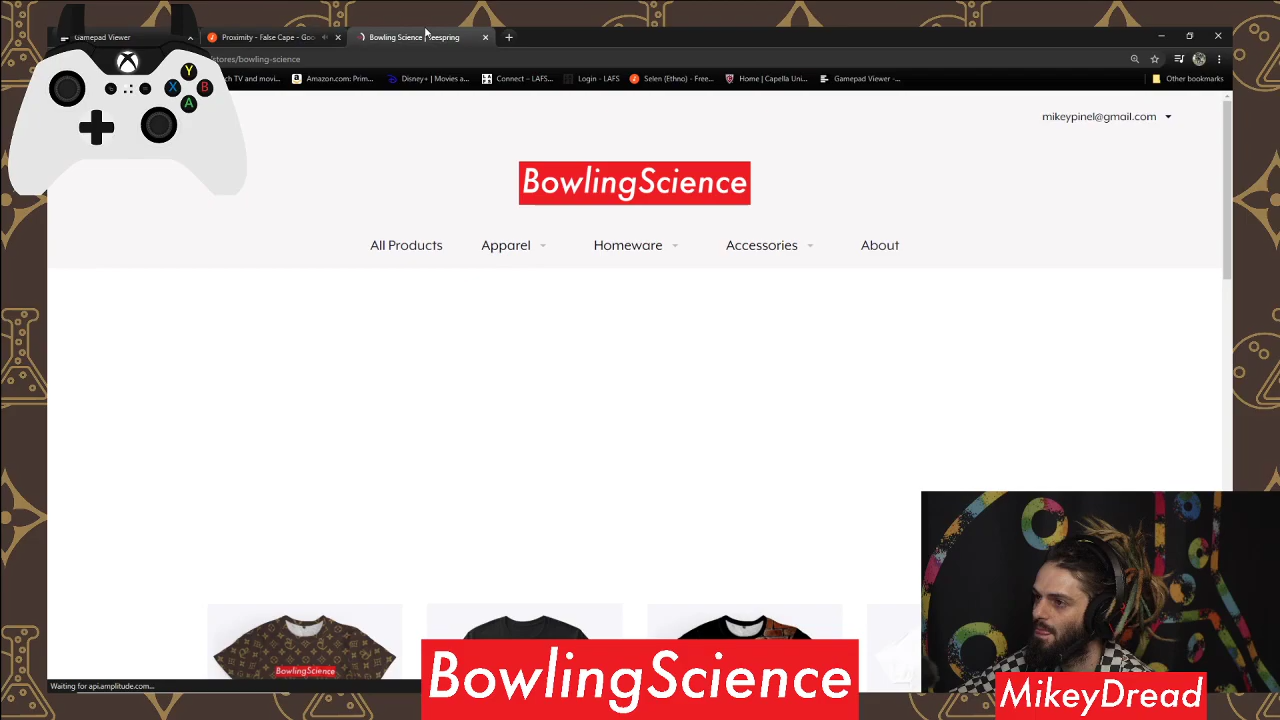 Gamepad Viewer
Proximity - False Cape - Goo
Bowling Science | Teespring
/stores/bowling-science
ch TV and movi...
Amazon.com: Prim...
Disney+ | Movies a...
Connect – LAFS...
Login - LAFS
Selen (Ethno) - Free...
Home | Capella Uni...
Gamepad Viewer -...
Other bookmarks
Y
X
B
A
mikeypinel@gmail.com
BowlingScience
All Products
Apparel
Homeware
Accessories
About
BowlingScience
BowlingScience
MikeyDread
Waiting for api.amplitude.com...